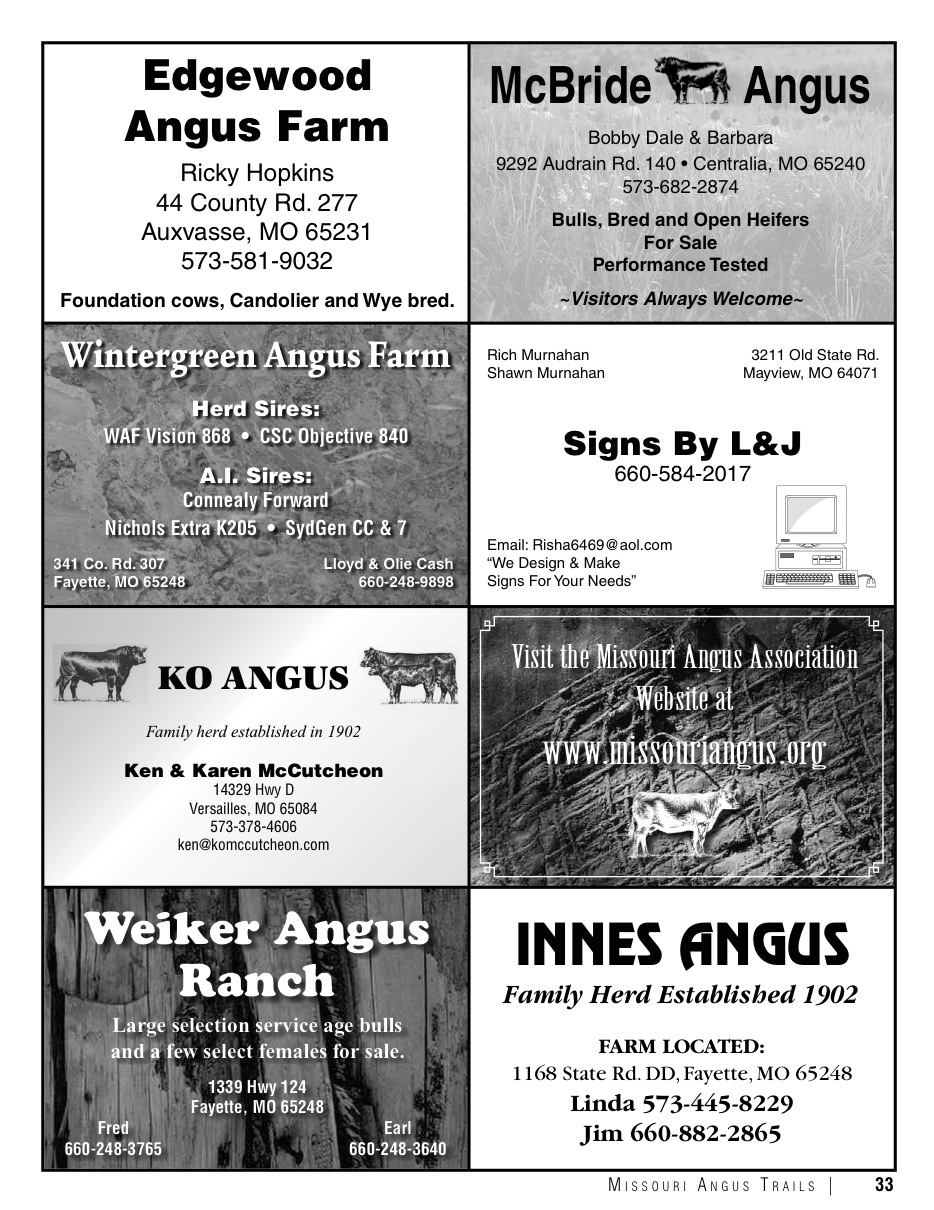 Edgewood
Angus Farm
Ricky Hopkins
44 County Rd. 277
Auxvasse, MO 65231
573-581-9032
Foundation cows, Candolier and Wye bred.
McBride Angus
Bobby Dale & Barbara
9292 Audrain Rd. 140 • Centralia, MO 65240
573-682-2874
Bulls, Bred and Open Heifers
For Sale
Performance Tested
~Visitors Always Welcome~
Wintergreen Angus Farm
Herd Sires:
WAF Vision 868 • CSC Objective 840
A.I. Sires:
Connealy Forward
Nichols Extra K205 • SydGen CC & 7
341 Co. Rd. 307
Fayette, MO 65248
Lloyd & Olie Cash
660-248-9898
Rich Murnahan
Shawn Murnahan
3211 Old State Rd.
Mayview, MO 64071
Signs By L&J
660-584-2017
Email: Risha6469@aol.com
“We Design & Make
Signs For Your Needs”
KO ANGUS
Family herd established in 1902
Ken & Karen McCutcheon
14329 Hwy D
Versailles, MO 65084
573-378-4606
ken@komccutcheon.com
Visit the Missouri Angus Association
Website at
www.missouriangus.org
Weiker Angus
Ranch
Large selection service age bulls
and a few select females for sale.
1339 Hwy 124
Fayette, MO 65248
Fred
660-248-3765
Earl
660-248-3640
INNES ANGUS
Family Herd Established 1902
FARM LOCATED:
1168 State Rd. DD, Fayette, MO 65248
Linda 573-445-8229
Jim 660-882-2865
MISSOURI ANGUS TRAILS | 33